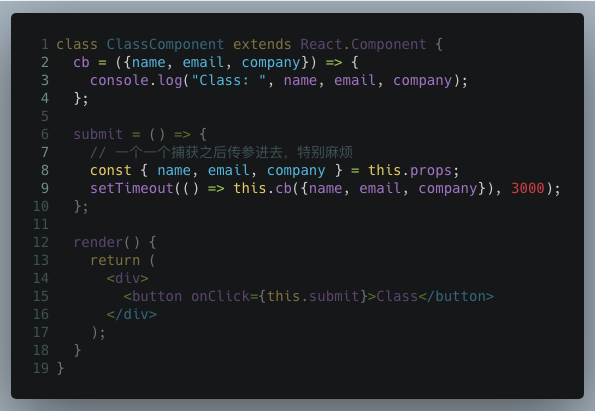 1 class ClassComponent extends React.Component {
2   cb = ({name, email, company}) => {
3     console.log("Class: ", name, email, company);
4   };
5
6   submit = () => {
7     // 一个一个捕获之后传参进去，特别麻烦
8     const { name, email, company } = this.props;
9     setTimeout(() => this.cb({name, email, company}), 3000);
10   };
11
12   render() {
13     return (
14       <div>
15         <button onClick={this.submit}>Class</button>
16       </div>
17     );
18   }
19 }